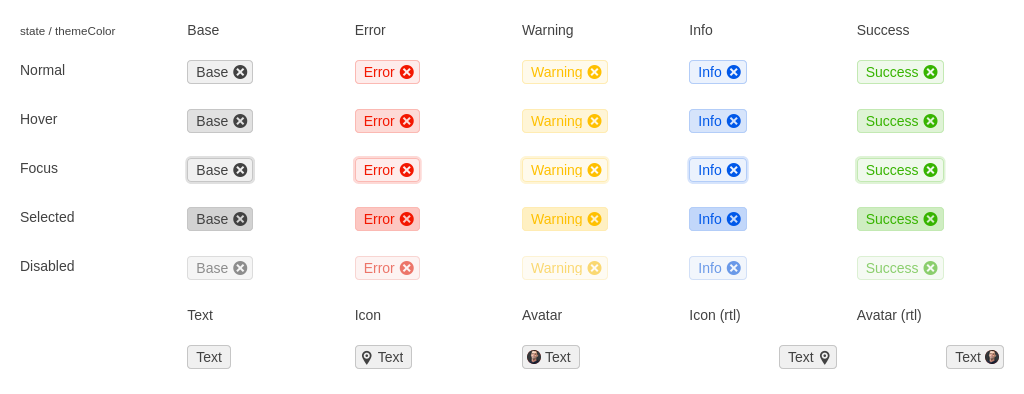 state / themeColor Base Error Warning Info Success
Normal Base Error Warning Info Success
Hover Base Error Warning Info Success
Focus Base Error Warning Info Success
Selected Base Error Warning Info Success
Disabled Base Error Warning Info Success
Text Icon Avatar Icon (rtl) Avatar (rtl)
Text Text Text Text Text